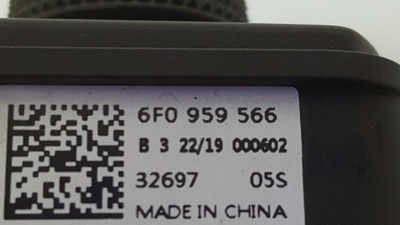 6F0 959 566
B 3 22/19 000602
32697 05S
MADE IN CHINA